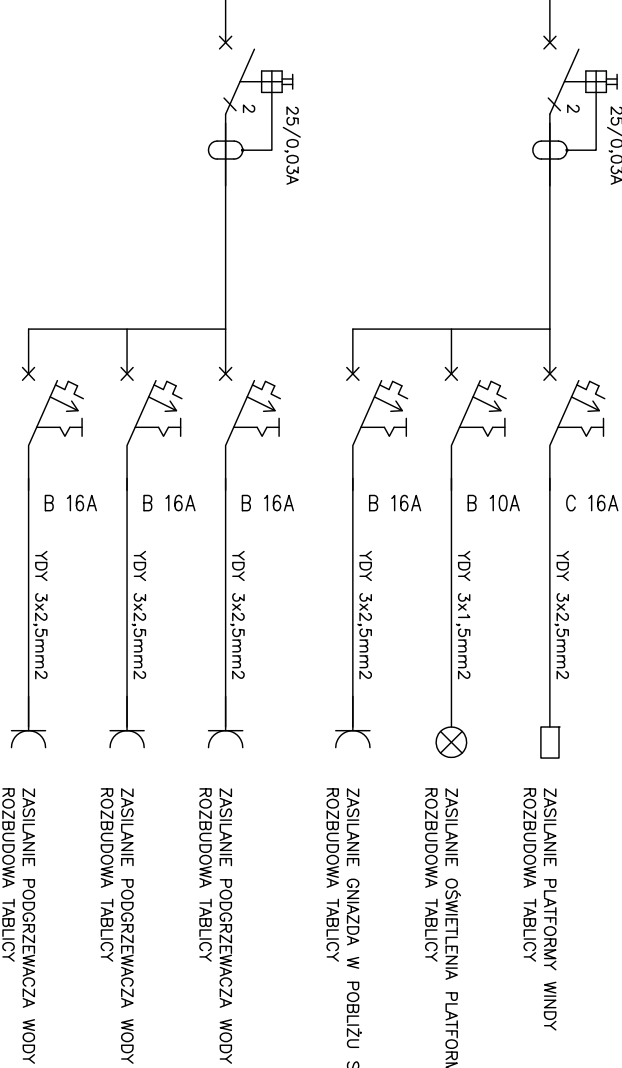 25/0,03A
2
25/0,03A
2
B 16A
B 16A
B 16A
B 16A
B 10A
C 16A
YDY 3x2,5mm2
YDY 3x2,5mm2
YDY 3x2,5mm2
YDY 3x2,5mm2
YDY 3x1,5mm2
YDY 3x2,5mm2
ZASILANIE PODGRZEWACZA WODY
ROZBUDOWA TABLICY
ZASILANIE PODGRZEWACZA WODY
ROZBUDOWA TABLICY
ZASILANIE PODGRZEWACZA WODY
ROZBUDOWA TABLICY
ZASILANIE GNIAZDA W POBLIŻU S
ROZBUDOWA TABLICY
ZASILANIE OŚWIETLENIA PLATFORM
ROZBUDOWA TABLICY
ZASILANIE PLATFORMY WINDY
ROZBUDOWA TABLICY